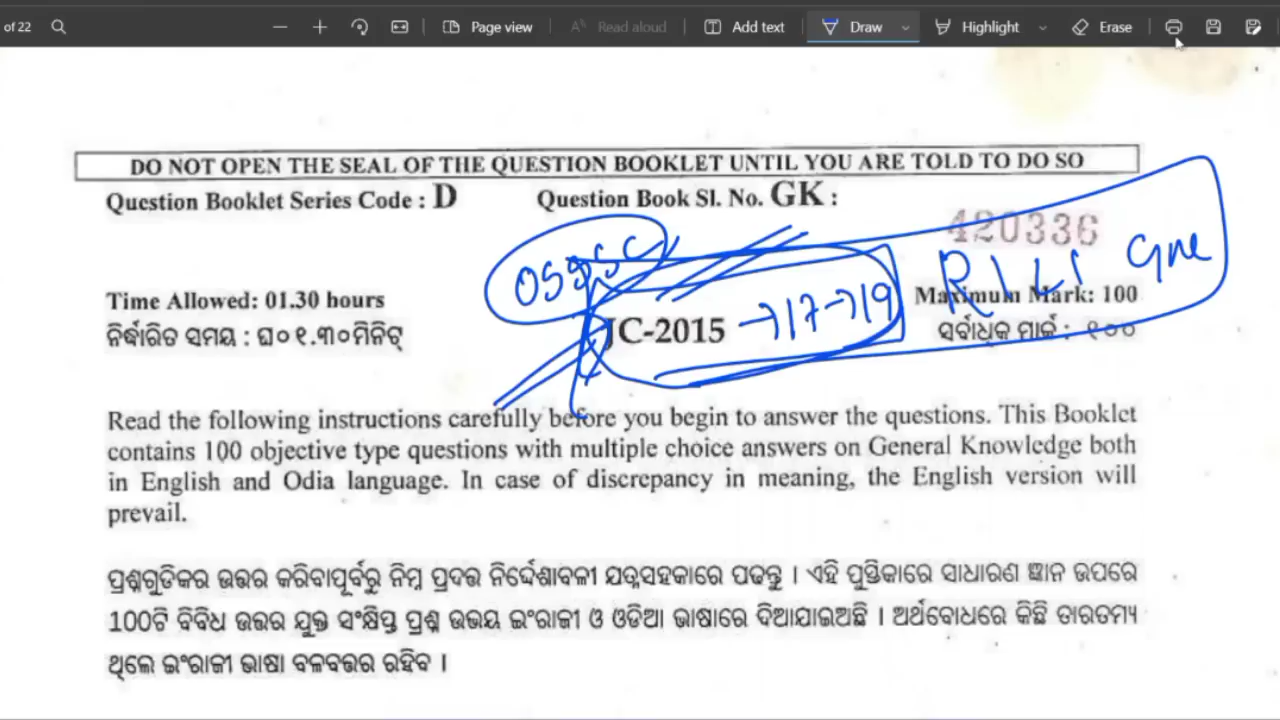 of 22 Page view Read aloud Add text Draw Highlight Erase
DO NOT OPEN THE SEAL OF THE QUESTION BOOKLET UNTIL YOU ARE TOLD TO DO SO
Question Booklet Series Code : D Question Book Sl. No. GK :
420336
OSSSC
RI LI
Time Allowed: 01.30 hours Maximum Mark: 100
ନିର୍ଦ୍ଧାରିତ ସମୟ : ଘ୦୧.୩୦ମିନିଟ୍ JC-2015 →17→19 ସର୍ବାଧିକ ମାର୍କ : ୧୦୦
Read the following instructions carefully before you begin to answer the questions. This Booklet
contains 100 objective type questions with multiple choice answers on General Knowledge both
in English and Odia language. In case of discrepancy in meaning, the English version will
prevail.
ପ୍ରଶ୍ନଗୁଡିକର ଉତ୍ତର କରିବାପୂର୍ବରୁ ନିମ୍ନ ପ୍ରଦତ୍ତ ନିର୍ଦ୍ଦେଶାବଳୀ ଯତ୍ନସହକାରେ ପଢନ୍ତୁ । ଏହି ପୁସ୍ତିକାରେ ସାଧାରଣ ଜ୍ଞାନ ଉପରେ
100ଟି ବିବିଧ ଉତ୍ତର ଯୁକ୍ତ ସଂକ୍ଷିପ୍ତ ପ୍ରଶ୍ନ ଉଭୟ ଇଂରାଜୀ ଓ ଓଡିଆ ଭାଷାରେ ଦିଆଯାଇଅଛି । ଅର୍ଥବୋଧରେ କିଛି ତାରତମ୍ୟ
ଥିଲେ ଇଂରାଜୀ ଭାଷା ବଳବତ୍ତର ରହିବ ।